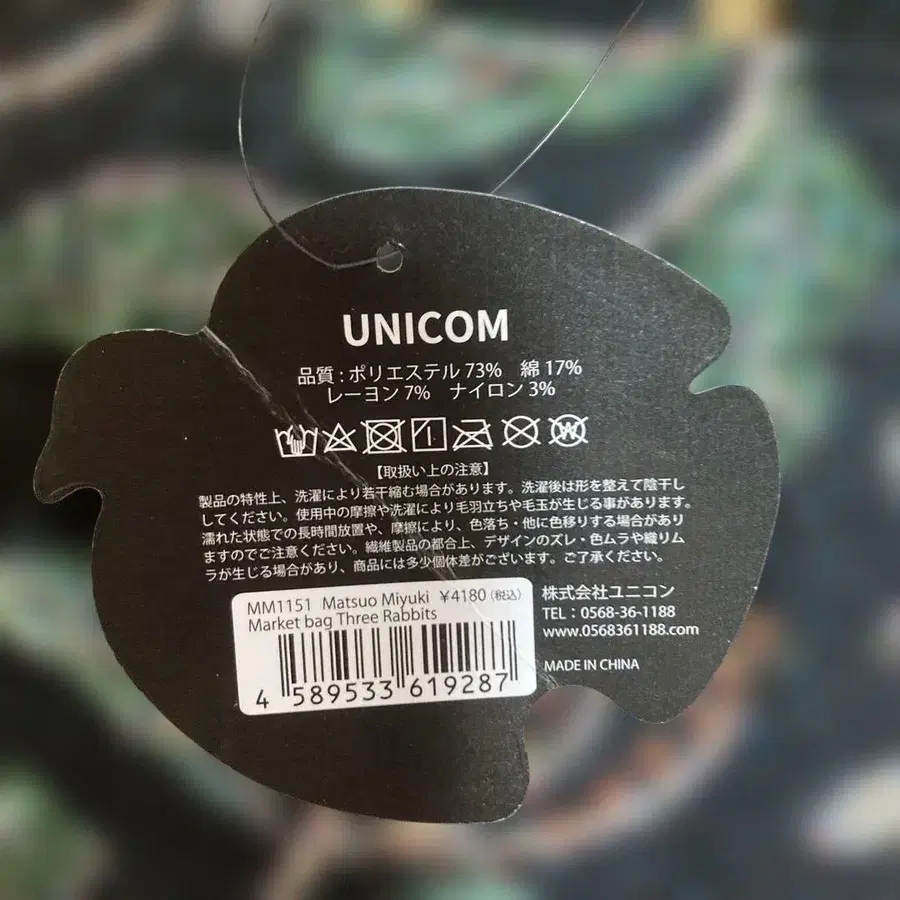 UNICOM
品質 : ポリエステル 73%　綿 17%
レーヨン 7%　ナイロン 3%
【取扱い上の注意】
製品の特性上、洗濯により若干縮む場合があります。洗濯後は形を整えて陰干し
してください。使用中の摩擦や洗濯により毛羽立ちや毛玉が生じる事があります。
濡れた状態での長時間放置や、摩擦により、色落ち・他に色移りする場合があり
ますのでご注意ください。繊維製品の都合上、デザインのズレ・色ムラや織りム
ラが生じる場合があり、商品には多少個体差がございます。ご了承ください。
MM1151 Matsuo Miyuki ¥4180(税込)
Market bag Three Rabbits
4 589533 619287
株式会社ユニコン
TEL : 0568-36-1188
www.0568361188.com
MADE IN CHINA